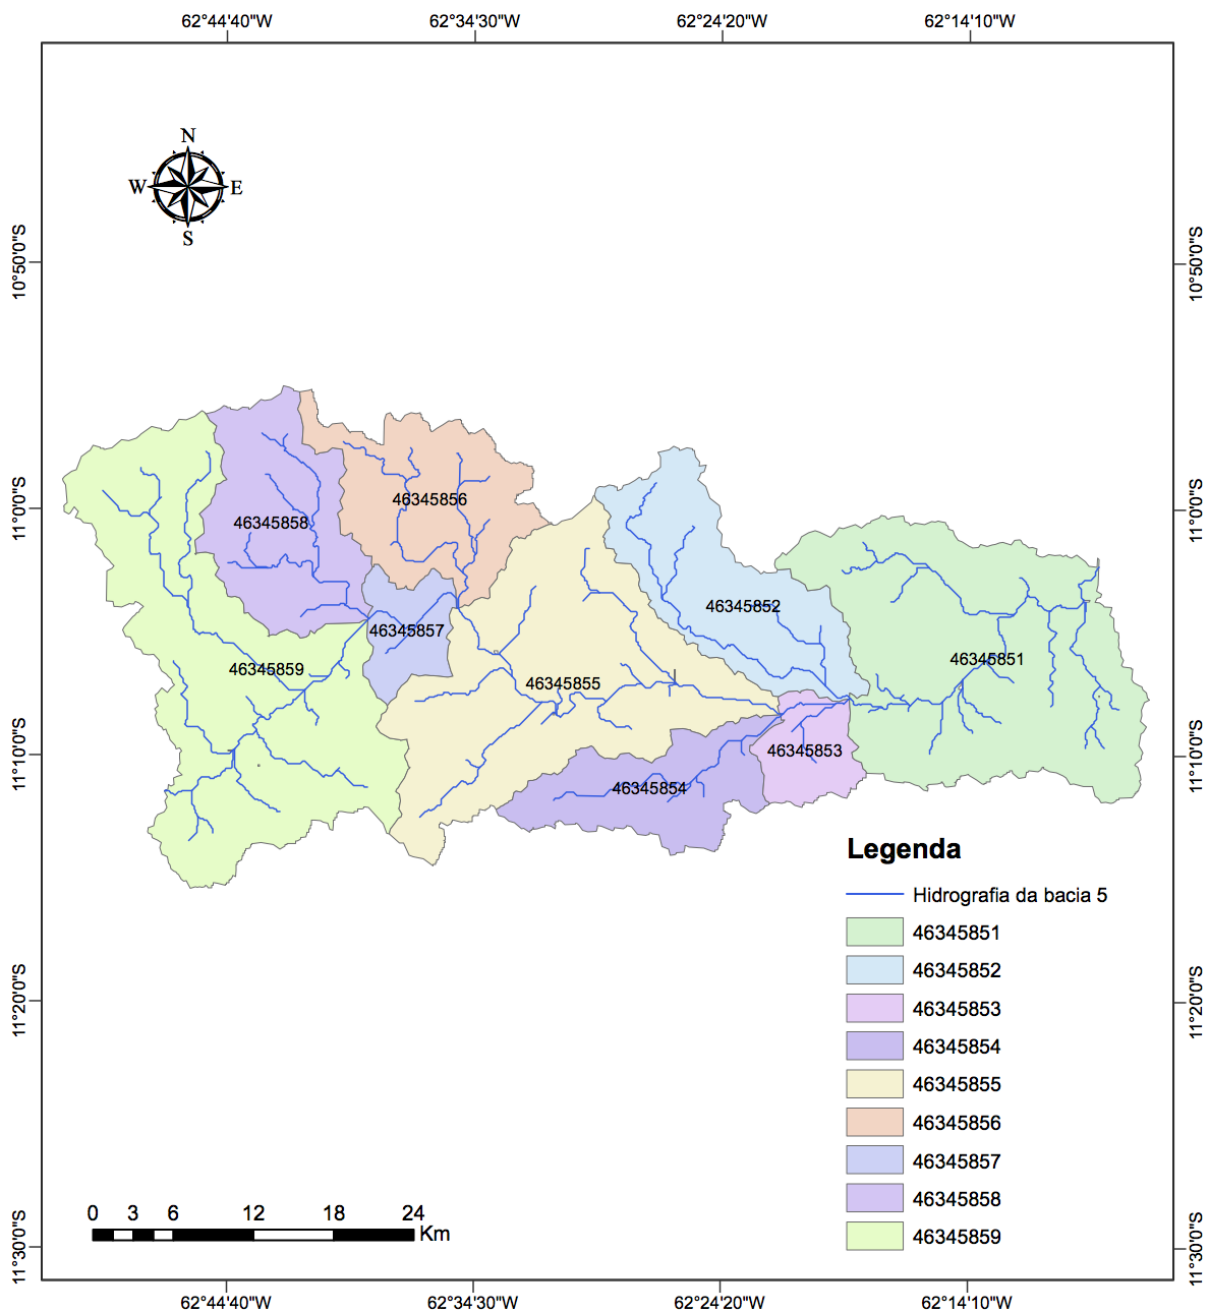 62°44'40"W 62°34'30"W 62°24'20"W 62°14'10"W
N
W E
S
10°50'0"S 10°50'0"S
11°0'0"S 11°0'0"S
46345856
46345858
46345852
46345857
46345851
46345859
46345855
11°10'0"S 11°10'0"S
46345853
46345854
Legenda
Hidrografia da bacia 5
46345851
46345852
46345853
11°20'0"S 11°20'0"S
46345854
46345855
46345856
46345857
46345858
46345859
0 3 6 12 18 24
Km
11°30'0"S 11°30'0"S
62°44'40"W 62°34'30"W 62°24'20"W 62°14'10"W